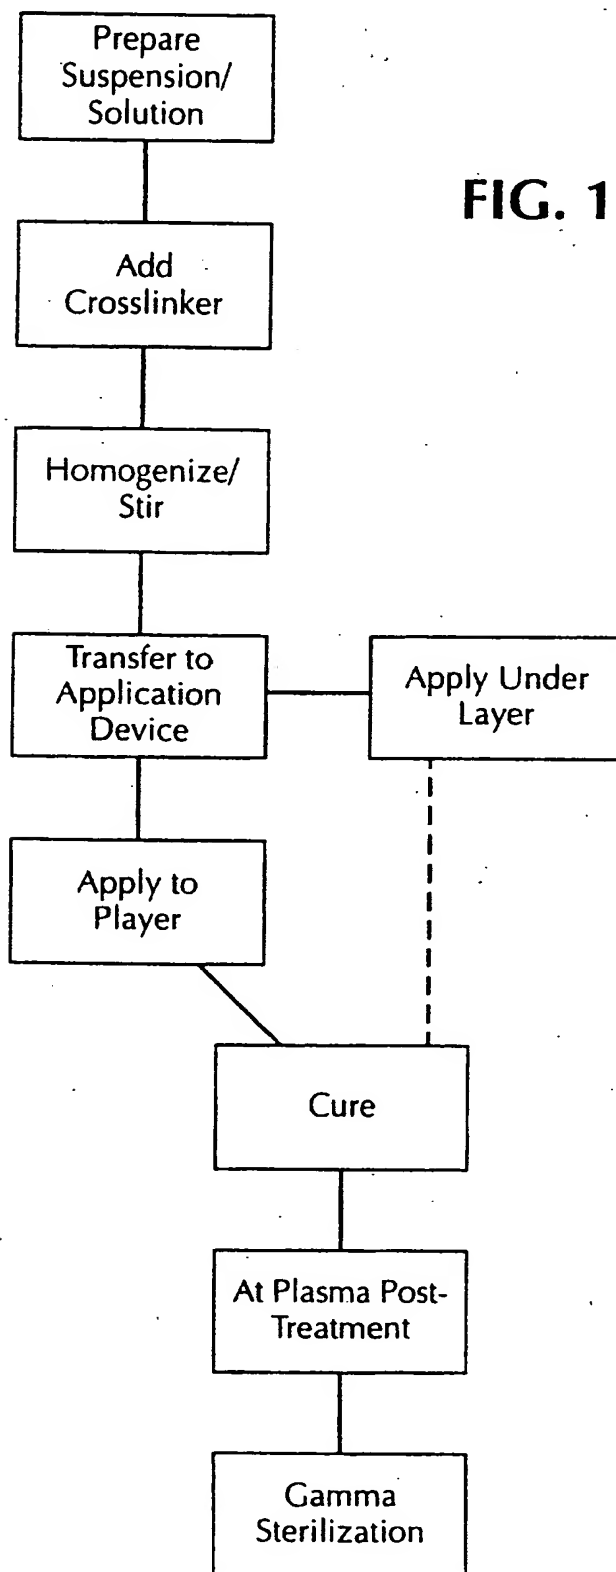 Prepare
Suspension/
Solution
FIG. 1
Add
Crosslinker
Homogenize/
Stir
Transfer to
Application
Device
Apply Under
Layer
Apply to
Player
Cure
At Plasma Post-
Treatment
Gamma
Sterilization